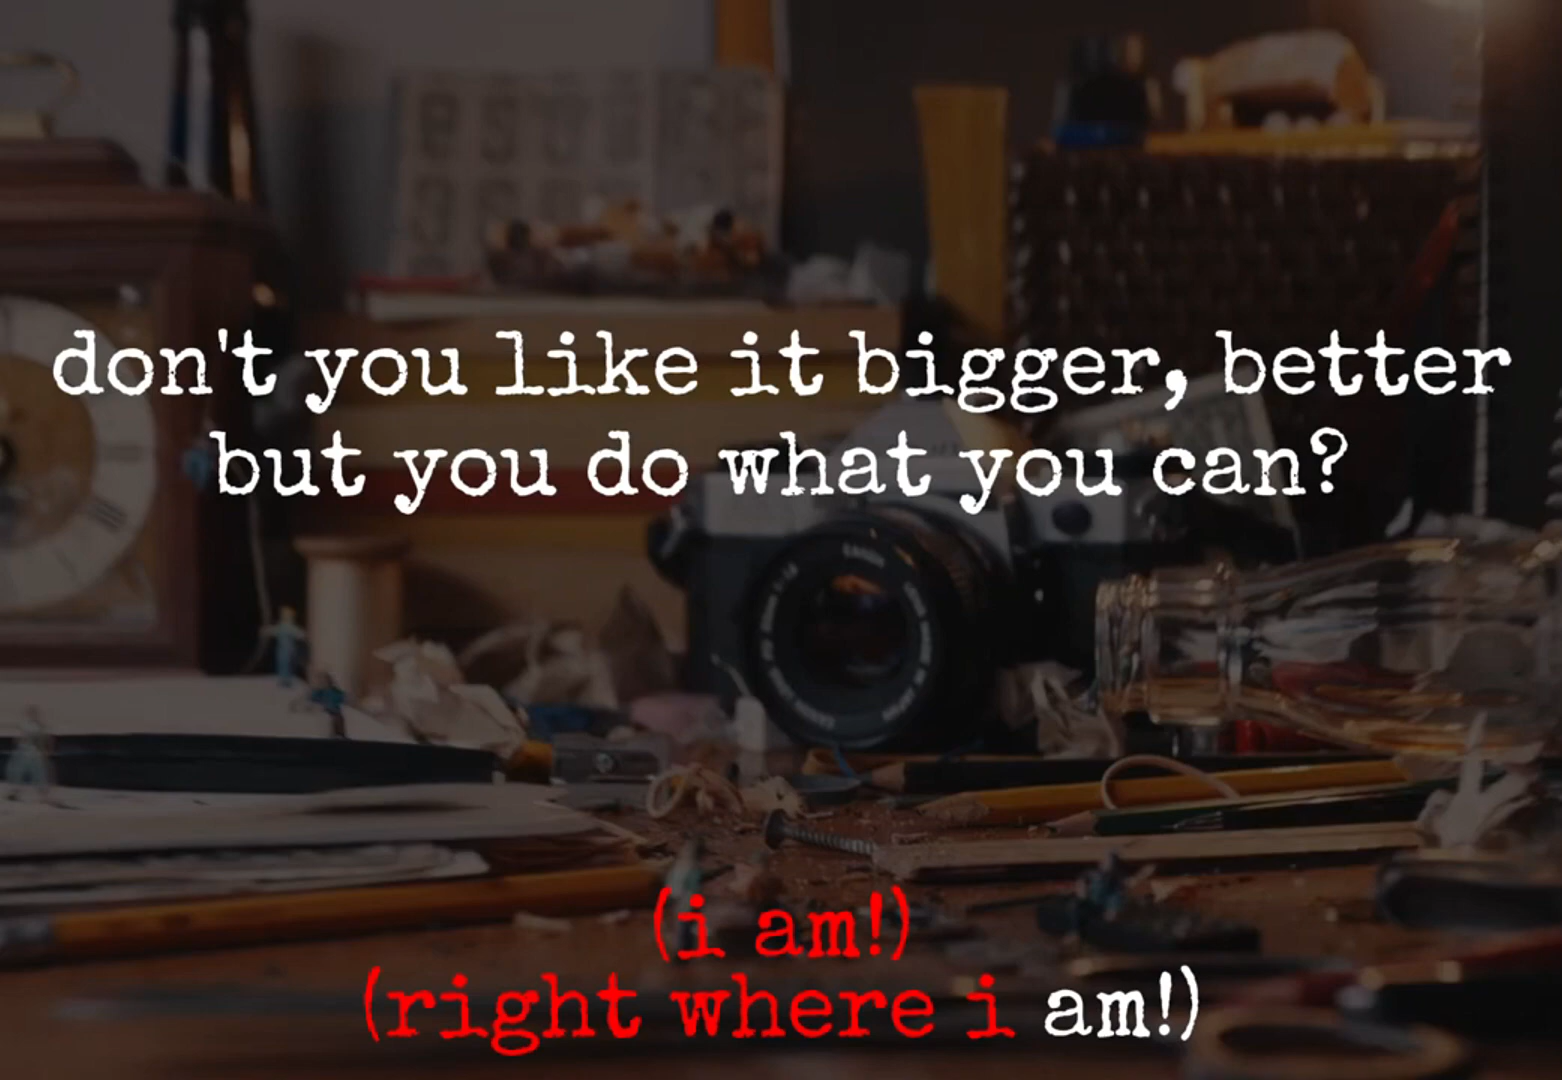 don't you like it bigger, better
but you do what you can?
(i am!)
(right where i am!)